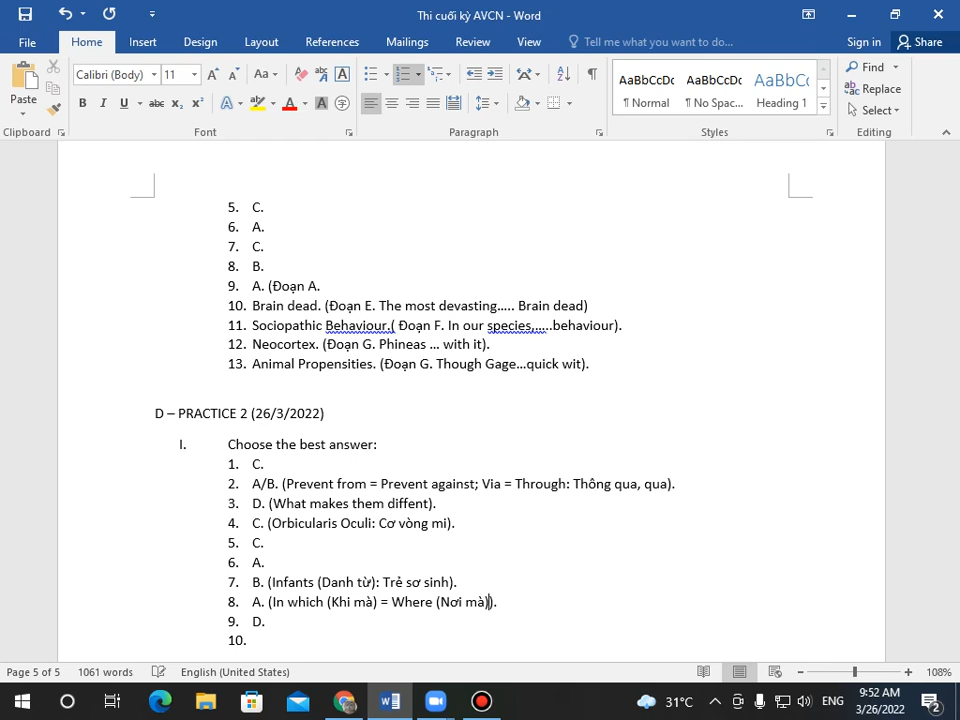 Thi cuối kỳ AVCN - Word
File Home Insert Design Layout References Mailings Review View Tell me what you want to do... Sign in Share
Paste Calibri (Body) 11 Aa AaBbCcDc AaBbCcDc AaBbCcDc Find
B I U abc x₂ x² A A ¶ Normal ¶ No Spac... Heading 1 Replace
Select
Clipboard Font Paragraph Styles Editing
5. C.
6. A.
7. C.
8. B.
9. A. (Đoạn A.
10. Brain dead. (Đoạn E. The most devasting….. Brain dead)
11. Sociopathic Behaviour.( Đoạn F. In our species,…..behaviour).
12. Neocortex. (Đoạn G. Phineas … with it).
13. Animal Propensities. (Đoạn G. Though Gage…quick wit).
D – PRACTICE 2 (26/3/2022)
I. Choose the best answer:
1. C.
2. A/B. (Prevent from = Prevent against; Via = Through: Thông qua, qua).
3. D. (What makes them diffent).
4. C. (Orbicularis Oculi: Cơ vòng mi).
5. C.
6. A.
7. B. (Infants (Danh từ): Trẻ sơ sinh).
8. A. (In which (Khi mà) = Where (Nơi mà)).
9. D.
10.
Page 5 of 5 1061 words English (United States) 108%
31°C ENG 9:52 AM
3/26/2022 2